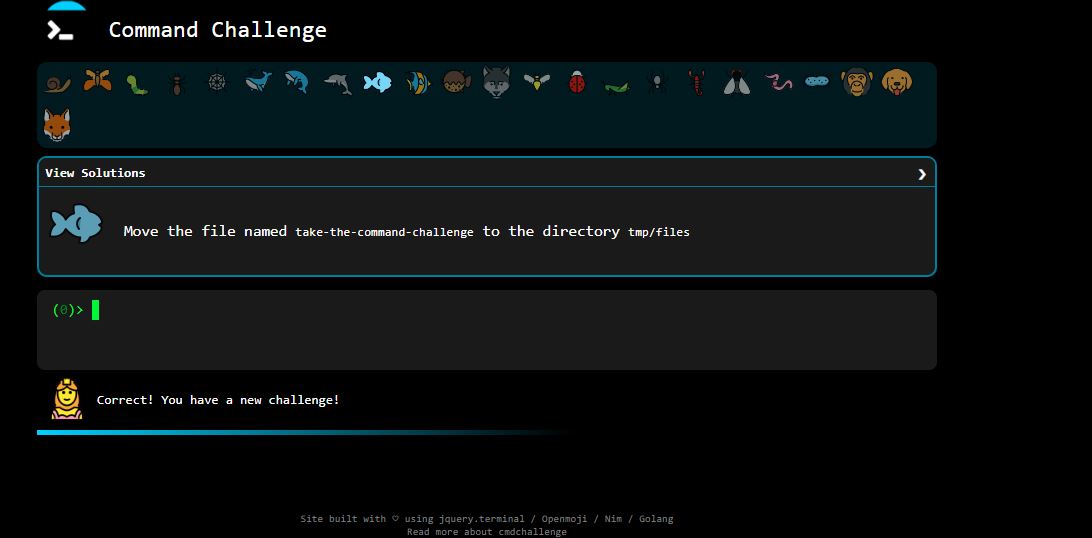 Command Challenge
View Solutions
Move the file named take-the-command-challenge to the directory tmp/files
(0)>
Correct! You have a new challenge!
Site built with ♡ using jquery.terminal / Openmoji / Nim / Golang
Read more about cmdchallenge